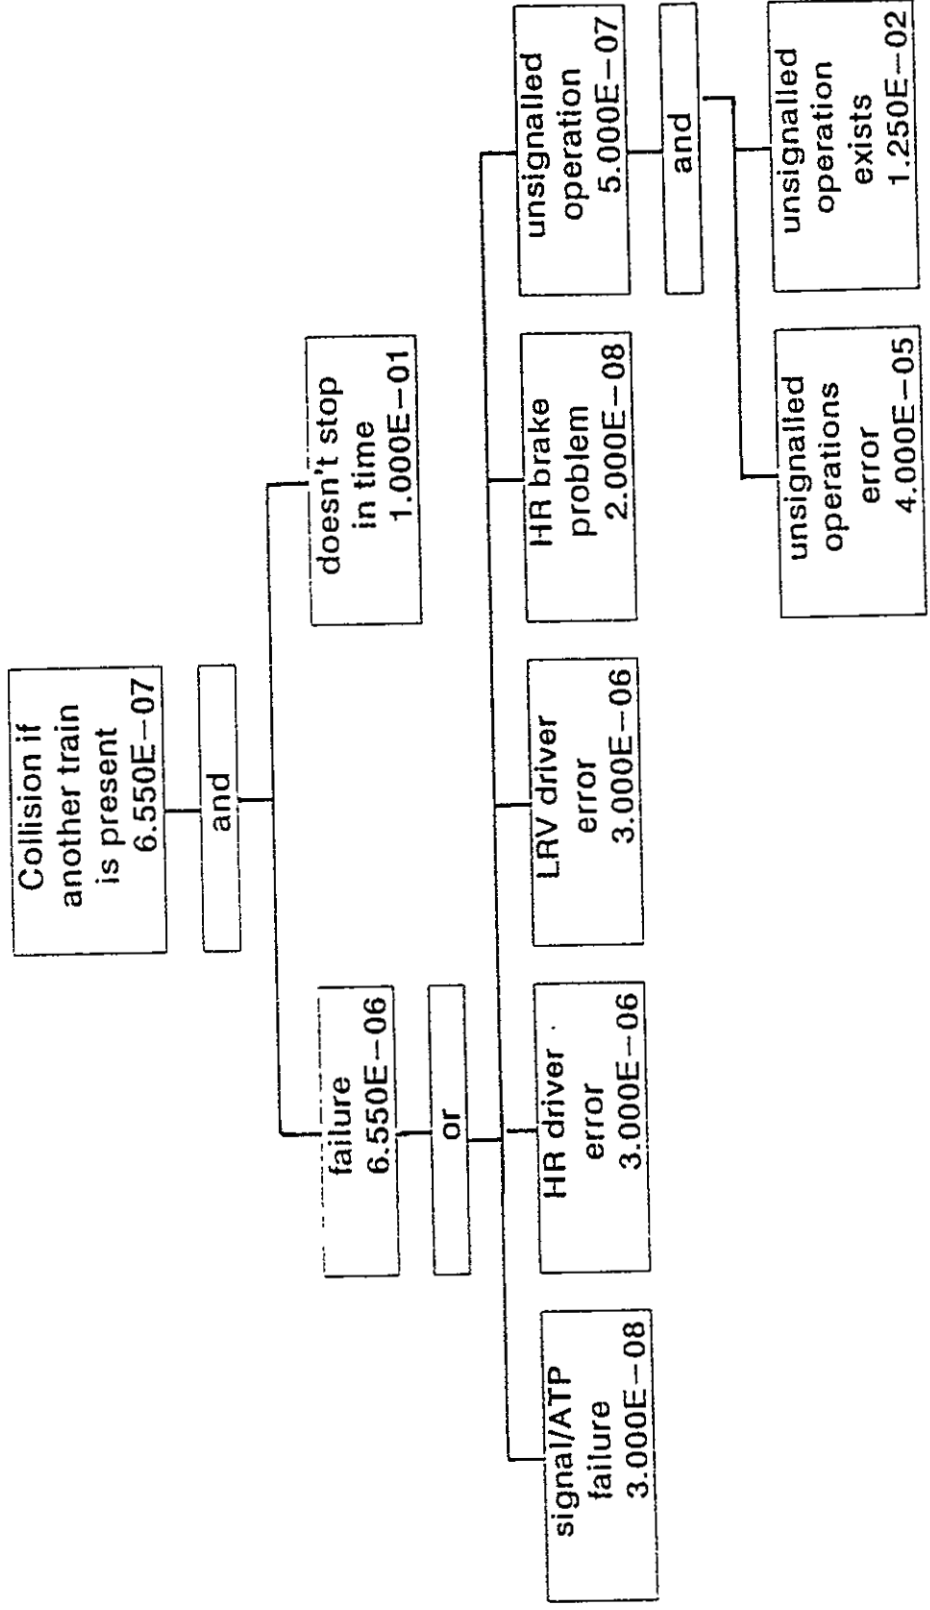 Collision if
another train
is present
6.550E−07
and
failure
6.550E−06
doesn't stop
in time
1.000E−01
or
signal/ATP
failure
3.000E−08
HR driver
error
3.000E−06
LRV driver
error
3.000E−06
HR brake
problem
2.000E−08
unsignalled
operation
5.000E−07
and
unsignalled
operations
error
4.000E−05
unsignalled
operation
exists
1.250E−02